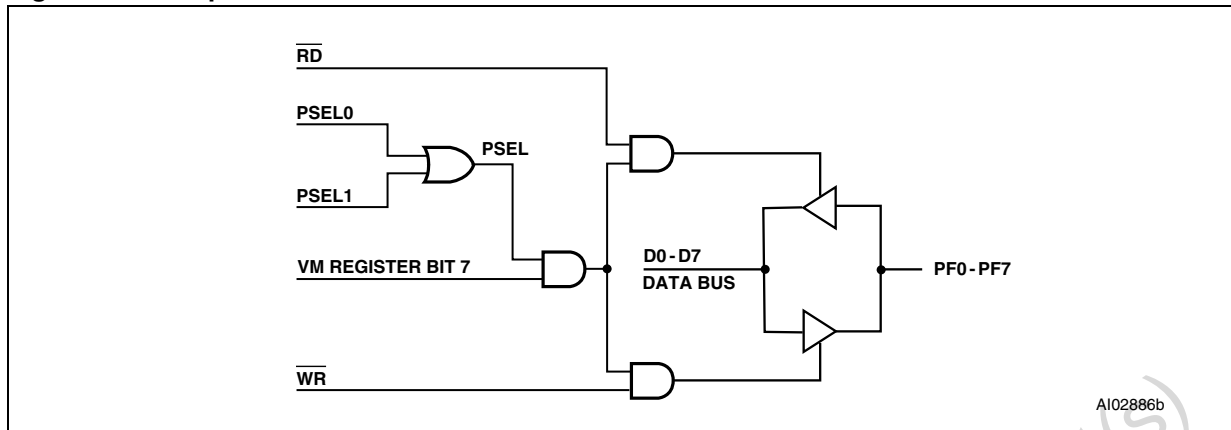 RD
PSEL0
PSEL
PSEL1
VM REGISTER BIT 7
D0-D7
DATA BUS
PF0-PF7
WR
AI02886b